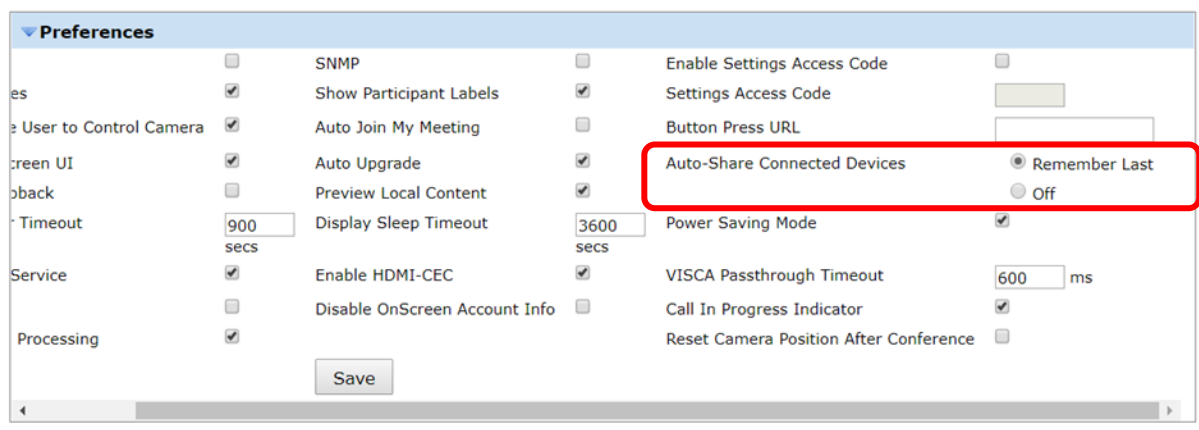 Preferences
SNMP Enable Settings Access Code
es Show Participant Labels Settings Access Code
User to Control Camera Auto Join My Meeting Button Press URL
creen UI Auto Upgrade Auto-Share Connected Devices Remember Last
back Preview Local Content Off
Timeout 900 Display Sleep Timeout 3600 Power Saving Mode
secs secs
Service Enable HDMI-CEC VISCA Passthrough Timeout 600 ms
Disable OnScreen Account Info Call In Progress Indicator
Processing Reset Camera Position After Conference
Save